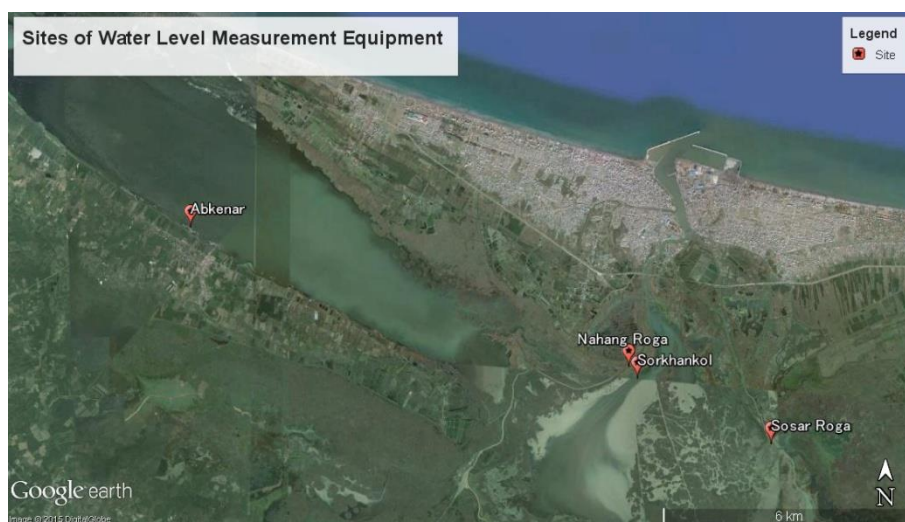 Sites of Water Level Measurement Equipment
Legend
Site
Abkenar
Nahang Roga
Sorkhankol
Sosar Roga
Google earth
N
Image © 2015 DigitalGlobe
6 km